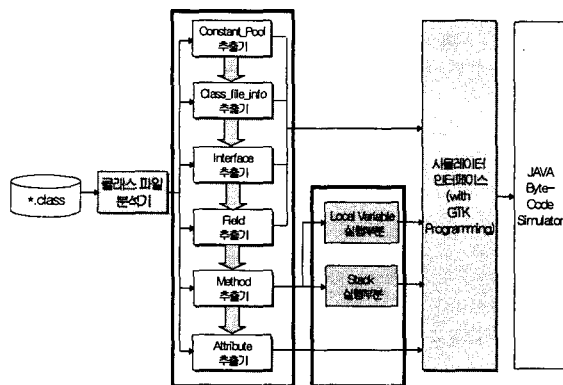 *.class
클래스 파일
분석기
Constant_Pool
추출기
Class_file_info
추출기
Interface
추출기
Field
추출기
Method
추출기
Attribute
추출기
Local Variable
실행부분
Stack
실행부분
시뮬레이터
인터페이스
(with
GTK
Programming)
JAVA
Byte-
Code
Simulator